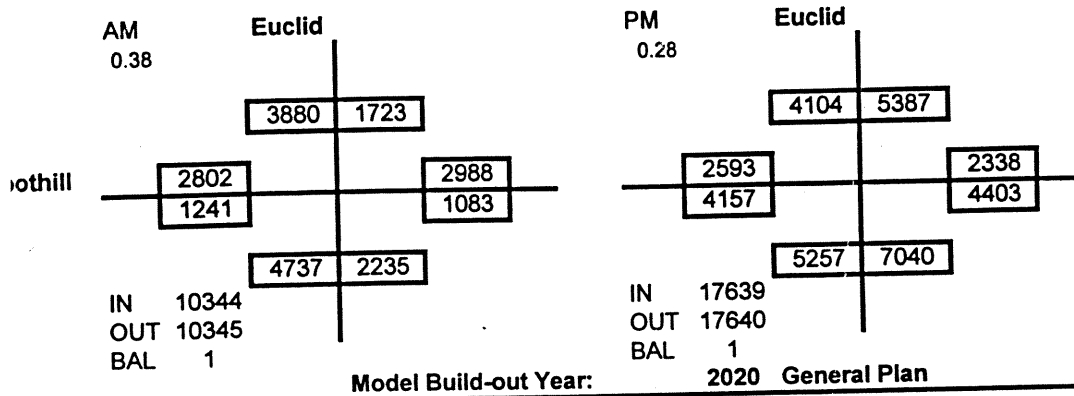 AM Euclid PM Euclid
0.38 0.28
3880 1723 4104 5387
othill 2802 2988 2593 2338
1241 1083 4157 4403
4737 2235 5257 7040
IN 10344 IN 17639
OUT 10345 OUT 17640
BAL 1 BAL 1
Model Build-out Year: 2020 General Plan